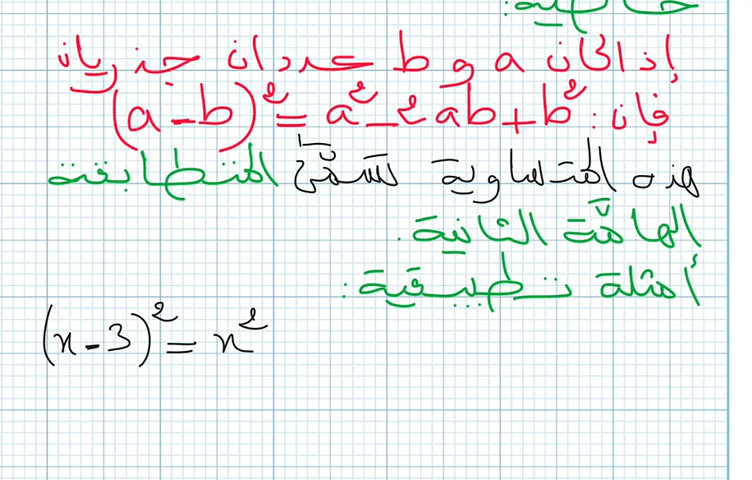 خاصية:
إذا كان a و b عددان جذريان
فإن: (a-b)² = a² - 2ab + b²
هذه المتساوية تسمى المتطابقة
الهامة الثانية.
أمثلة تطبيقية:
(x-3)² = x²